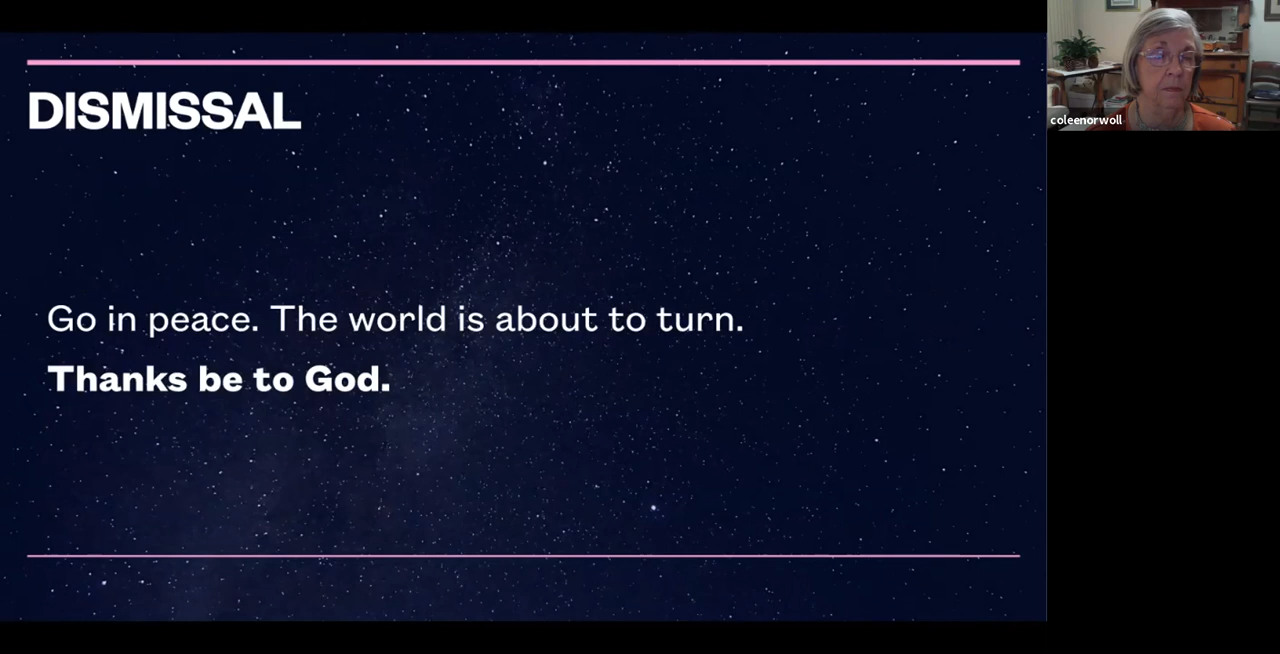 DISMISSAL
Go in peace. The world is about to turn.
Thanks be to God.
coleenorwoll